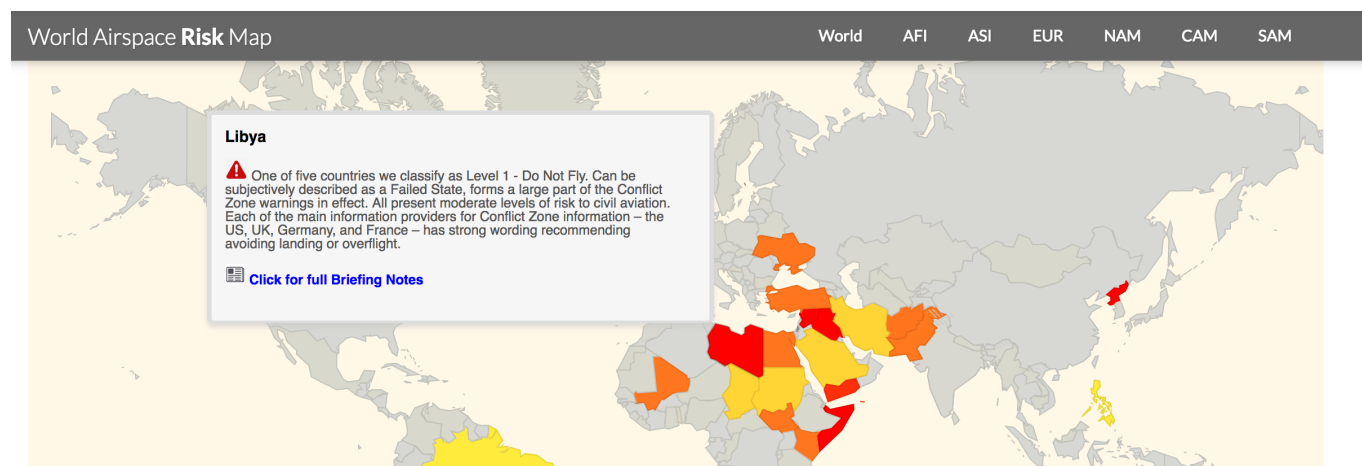 World Airspace Risk Map
World AFI ASI EUR NAM CAM SAM
Libya
One of five countries we classify as Level 1 - Do Not Fly. Can be
subjectively described as a Failed State, forms a large part of the Conflict
Zone warnings in effect. All present moderate levels of risk to civil aviation.
Each of the main information providers for Conflict Zone information – the
US, UK, Germany, and France – has strong wording recommending
avoiding landing or overflight.
Click for full Briefing Notes